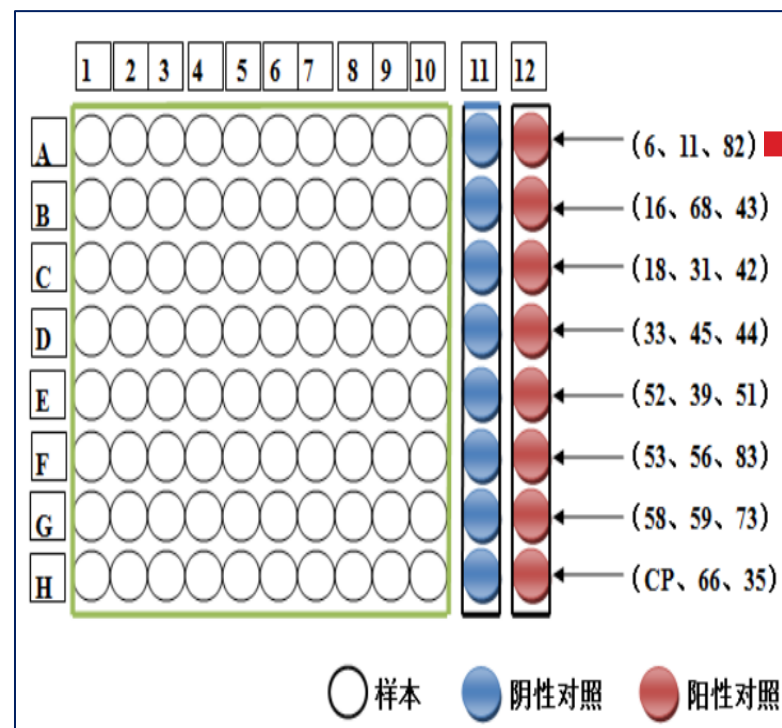 1 2 3 4 5 6 7 8 9 10 11 12
A (6、11、82)
B (16、68、43)
C (18、31、42)
D (33、45、44)
E (52、39、51)
F (53、56、83)
G (58、59、73)
H (CP、66、35)
样本 阴性对照 阳性对照